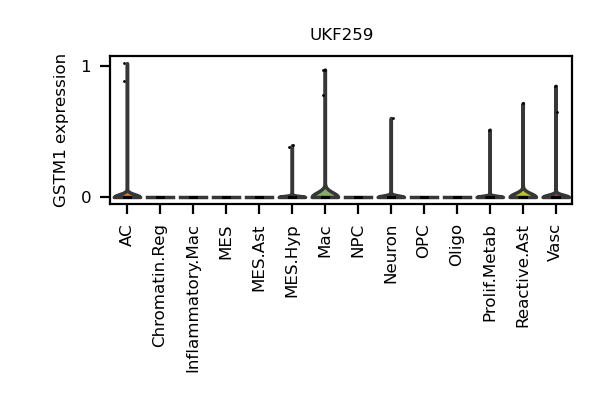 UKF259
GSTM1 expression
1
0
AC
Chromatin.Reg
Inflammatory.Mac
MES
MES.Ast
MES.Hyp
Mac
NPC
Neuron
OPC
Oligo
Prolif.Metab
Reactive.Ast
Vasc